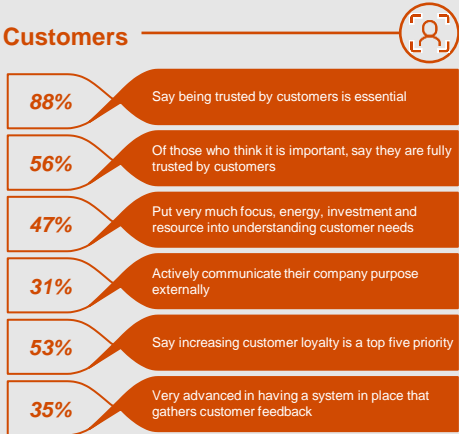 Customers
88%
Say being trusted by customers is essential
56%
Of those who think it is important, say they are fully
trusted by customers
47%
Put very much focus, energy, investment and
resource into understanding customer needs
31%
Actively communicate their company purpose
externally
53%
Say increasing customer loyalty is a top five priority
35%
Very advanced in having a system in place that
gathers customer feedback